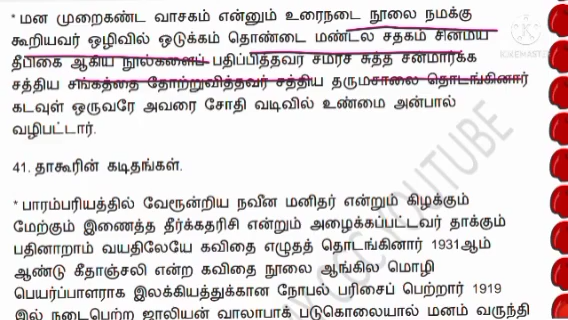 * மன முறைகண்ட வாசகம் என்னும் உரைநடை நூலை நமக்கு
கூறியவர் ஒழிவில் ஒடுக்கம் தொண்டை மண்டல சதகம் சின்மய
தீபிகை ஆகிய நூல்களைப் பதிப்பித்தவர் சமரச சுத்த சன்மார்க்க
சத்திய சங்கத்தை தோற்றுவித்தவர் சத்திய தருமசாலை தொடங்கினார்
கடவுள் ஒருவரே அவரை சோதி வடிவில் உண்மை அன்பால்
வழிபட்டார்.
41. தாகூரின் கடிதங்கள்.
* பாரம்பரியத்தில் வேரூன்றிய நவீன மனிதர் என்றும் கிழக்கும்
மேற்கும் இணைத்த தீர்க்கதரிசி என்றும் அழைக்கப்பட்டவர் தாக்கும்
பதினாறாம் வயதிலேயே கவிதை எழுதத் தொடங்கினார் 1931ஆம்
ஆண்டு கீதாஞ்சலி என்ற கவிதை நூலை ஆங்கில மொழி
பெயர்ப்பாளராக இலக்கியத்துக்கான நோபல் பரிசைப் பெற்றார் 1919
இல் நடைபெற்ற ஜாலியன் வாலாபாக் படுகொலையால் மனம் வருந்தி
KINEMASTER
CCC YOUTUBE